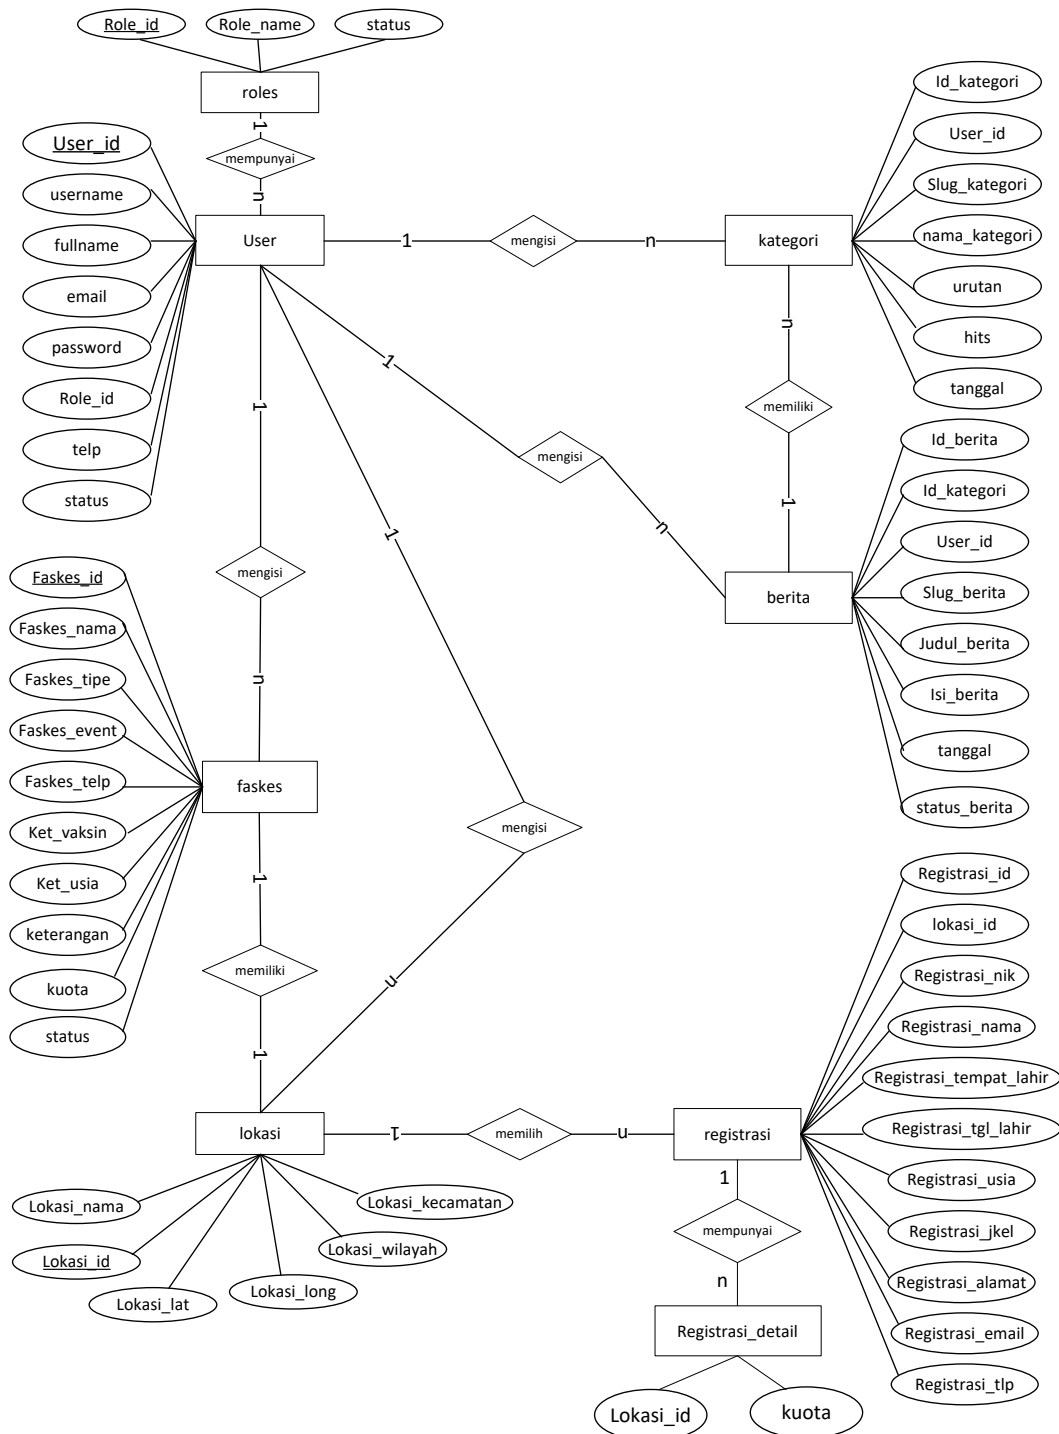 Role_id
Role_name
status
roles
1
mempunyai
n
User_id
username
fullname
email
password
Role_id
telp
status
User
1
mengisi
n
kategori
Id_kategori
User_id
Slug_kategori
nama_kategori
urutan
hits
tanggal
n
memiliki
1
1
mengisi
n
berita
Id_berita
Id_kategori
User_id
Slug_berita
Judul_berita
Isi_berita
tanggal
status_berita
1
mengisi
n
1
mengisi
n
Faskes_id
Faskes_nama
Faskes_tipe
Faskes_event
Faskes_telp
Ket_vaksin
Ket_usia
keterangan
kuota
status
faskes
1
memiliki
1
lokasi
Lokasi_nama
Lokasi_id
Lokasi_lat
Lokasi_long
Lokasi_wilayah
Lokasi_kecamatan
1
memilih
n
registrasi
Registrasi_id
lokasi_id
Registrasi_nik
Registrasi_nama
Registrasi_tempat_lahir
Registrasi_tgl_lahir
Registrasi_usia
Registrasi_jkel
Registrasi_alamat
Registrasi_email
Registrasi_tlp
1
mempunyai
n
Registrasi_detail
Lokasi_id
kuota